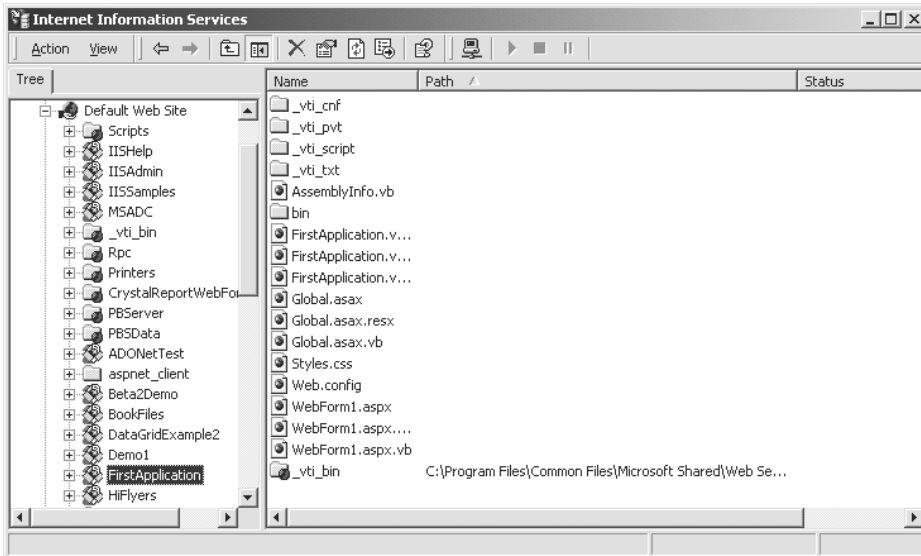 Internet Information Services
Action View
Tree
Name Path Status
Default Web Site
Scripts
IISHelp
IISAdmin
IISSamples
MSADC
_vti_bin
Rpc
Printers
CrystalReportWebFor
PBServer
PBSData
ADONetTest
aspnet_client
Beta2Demo
BookFiles
DataGridExample2
Demo1
FirstApplication
HiFlyers
_vti_cnf
_vti_pvt
_vti_script
_vti_txt
AssemblyInfo.vb
bin
FirstApplication.v...
FirstApplication.v...
FirstApplication.v...
Global.asax
Global.asax.resx
Global.asax.vb
Styles.css
Web.config
WebForm1.aspx
WebForm1.aspx....
WebForm1.aspx.vb
_vti_bin C:\Program Files\Common Files\Microsoft Shared\Web Se...